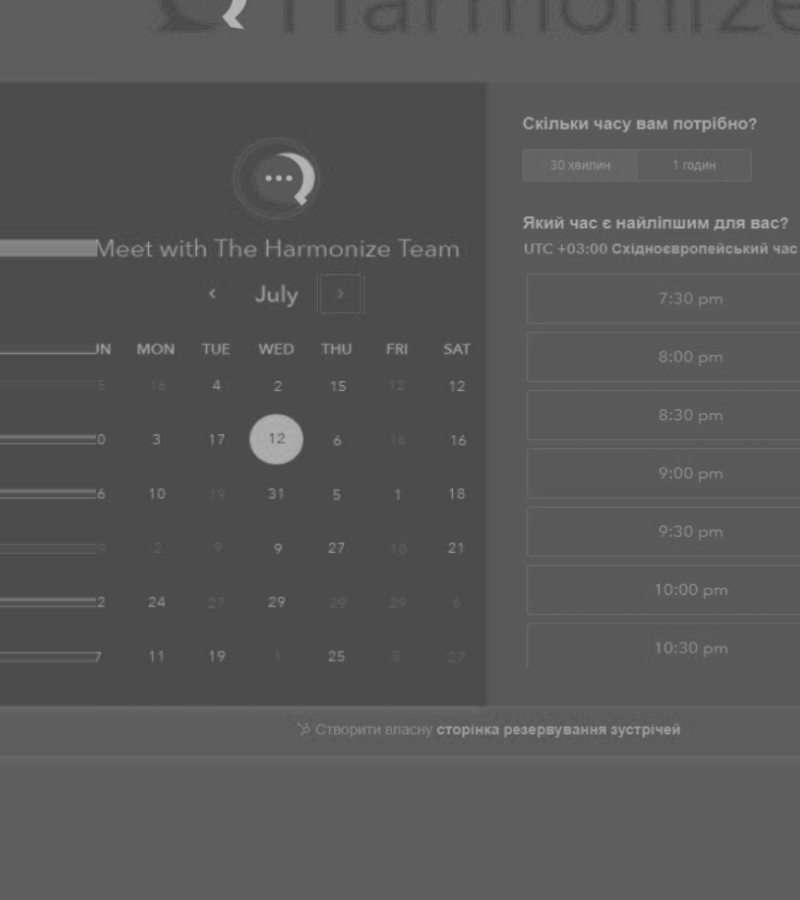 Harmonize
Meet with The Harmonize Team
July
UN MON TUE WED THU FRI SAT
5 16 4 2 15 12 12
0 3 17 12 6 16 16
6 10 19 31 5 1 18
9 2 9 9 27 10 21
2 24 27 29 29 29 6
7 11 19 1 25 5 27
Скільки часу вам потрібно?
30 хвилин 1 годин
Який час є найліпшим для вас?
UTC +03:00 Східноєвропейський час
7:30 pm
8:00 pm
8:30 pm
9:00 pm
9:30 pm
10:00 pm
10:30 pm
Створити власну сторінка резервування зустрічей